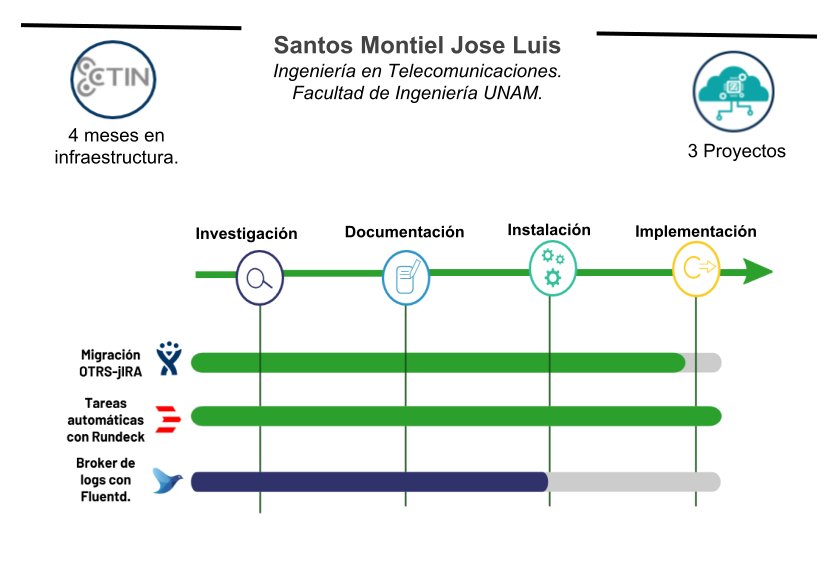 Santos Montiel Jose Luis
Ingeniería en Telecomunicaciones.
Facultad de Ingeniería UNAM.
CTIN
4 meses en
infraestructura.
3 Proyectos
Investigación
Documentación
Instalación
Implementación
Migración
OTRS-jIRA
Tareas
automáticas
con Rundeck
Broker de
logs con
Fluentd.